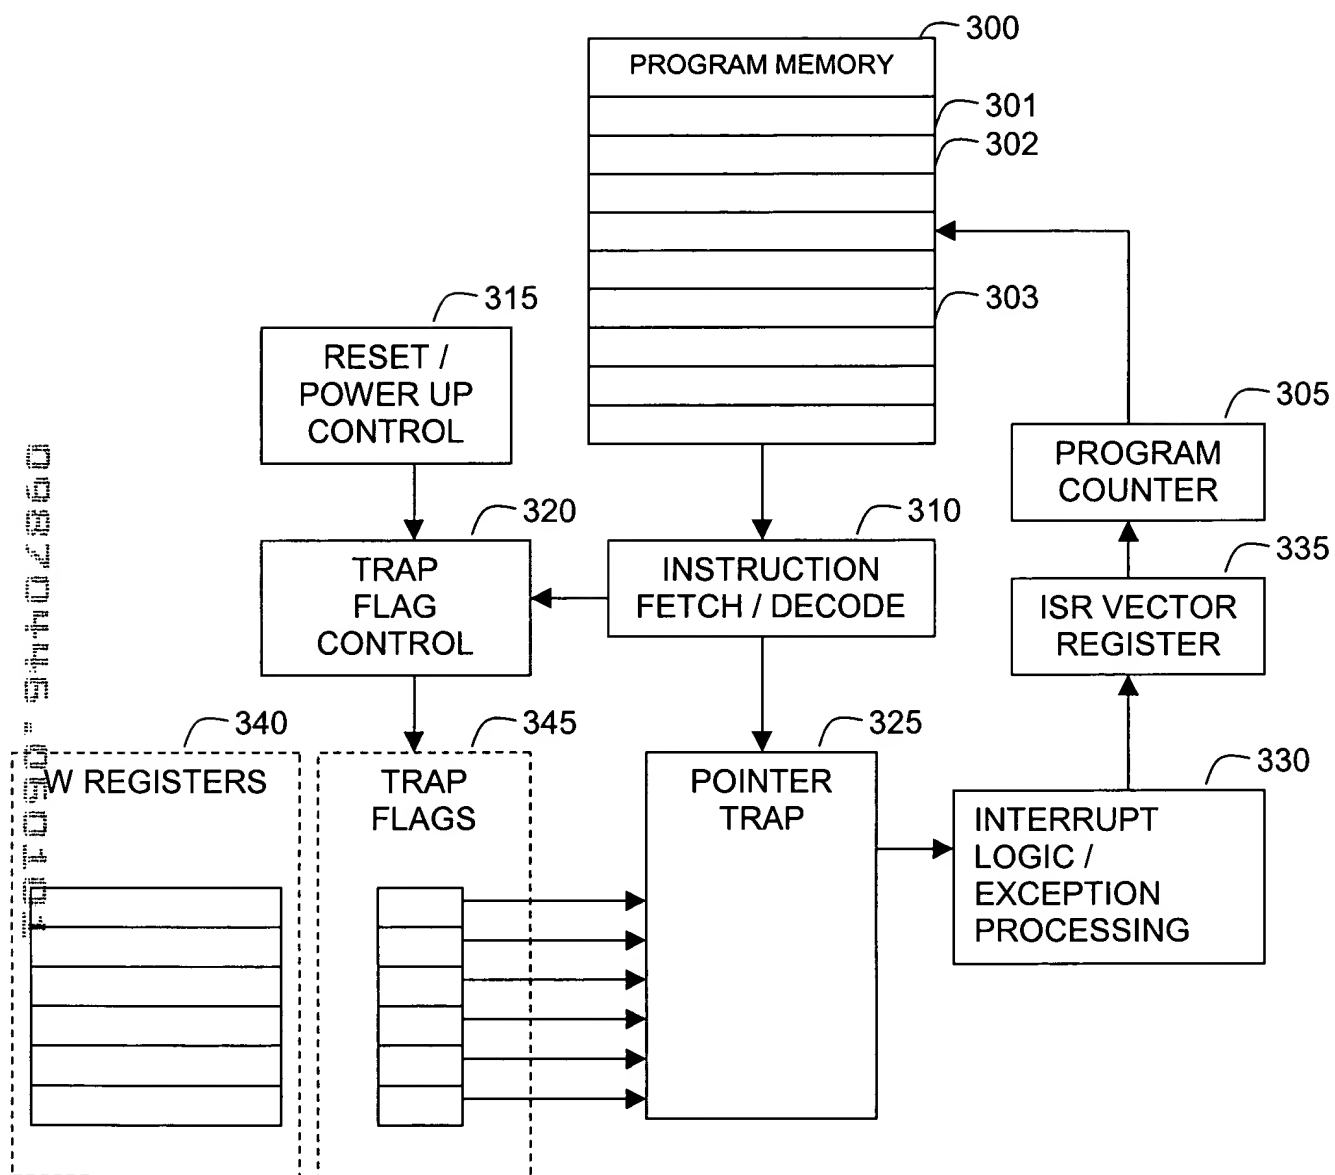 300
PROGRAM MEMORY
301
302
303
315
RESET /
POWER UP
CONTROL
305
PROGRAM
COUNTER
320
TRAP
FLAG
CONTROL
310
INSTRUCTION
FETCH / DECODE
335
ISR VECTOR
REGISTER
340
W REGISTERS
345
TRAP
FLAGS
325
POINTER
TRAP
330
INTERRUPT
LOGIC /
EXCEPTION
PROCESSING